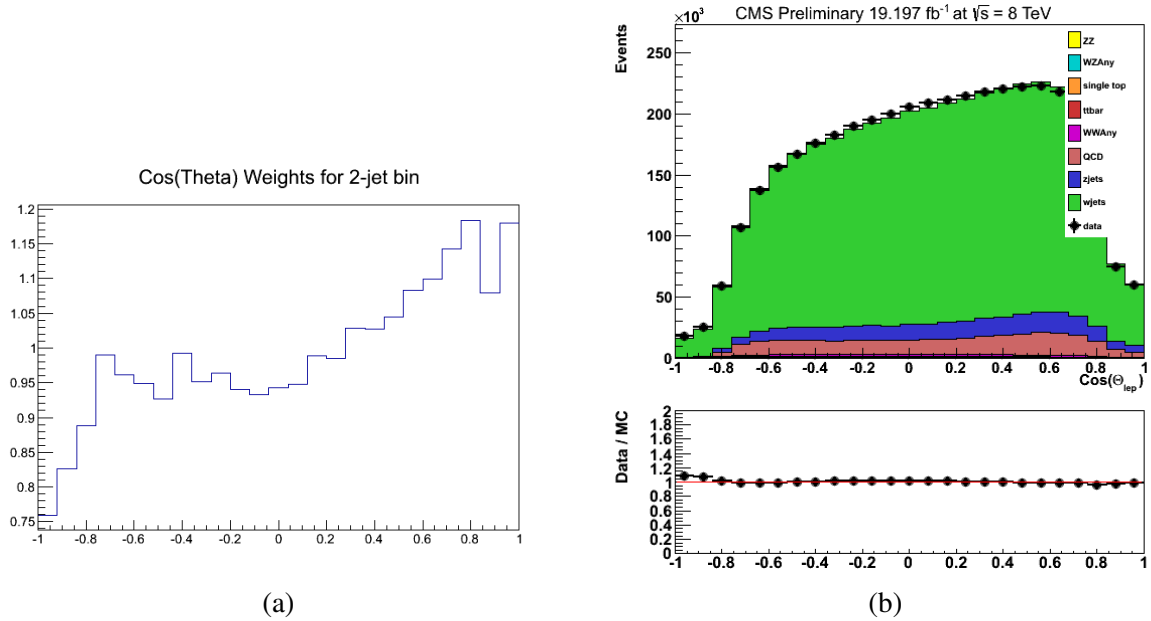 Cos(Theta) Weights for 2-jet bin
1.2
1.15
1.1
1.05
1
0.95
0.9
0.85
0.8
0.75
-1 -0.8 -0.6 -0.4 -0.2 0 0.2 0.4 0.6 0.8 1
(a)
CMS Preliminary 19.197 fb⁻¹ at √s = 8 TeV
×10³
Events
250
200
150
100
50
0
ZZ
WZAny
single top
ttbar
WWAny
QCD
zjets
wjets
data
-1 -0.8 -0.6 -0.4 -0.2 0 0.2 0.4 0.6 0.8 1
Cos(Θlep)
Data / MC
2
1.8
1.6
1.4
1.2
1
0.8
0.6
0.4
0.2
0
-1 -0.8 -0.6 -0.4 -0.2 0 0.2 0.4 0.6 0.8 1
(b)